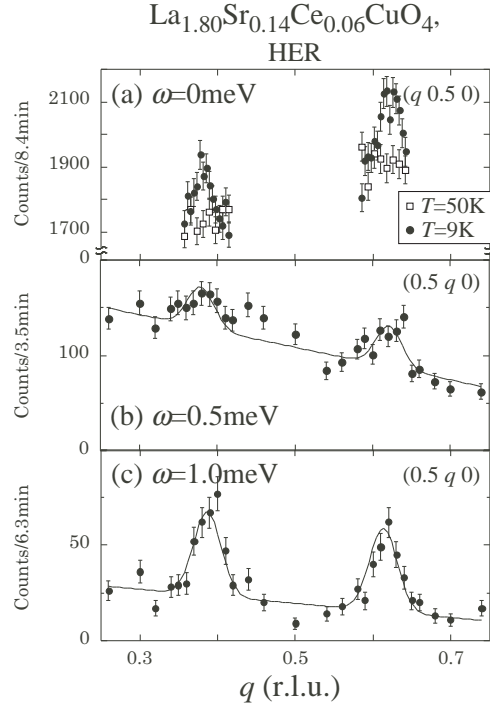 La1.80Sr0.14Ce0.06CuO4,
HER
(a) ω=0meV
(q 0.5 0)
2100
1900
1700
Counts/8.4min
T=50K
T=9K
0
(0.5 q 0)
100
Counts/3.5min
(b) ω=0.5meV
0
(c) ω=1.0meV
(0.5 q 0)
50
Counts/6.3min
0
0.3 0.5 0.7
q (r.l.u.)